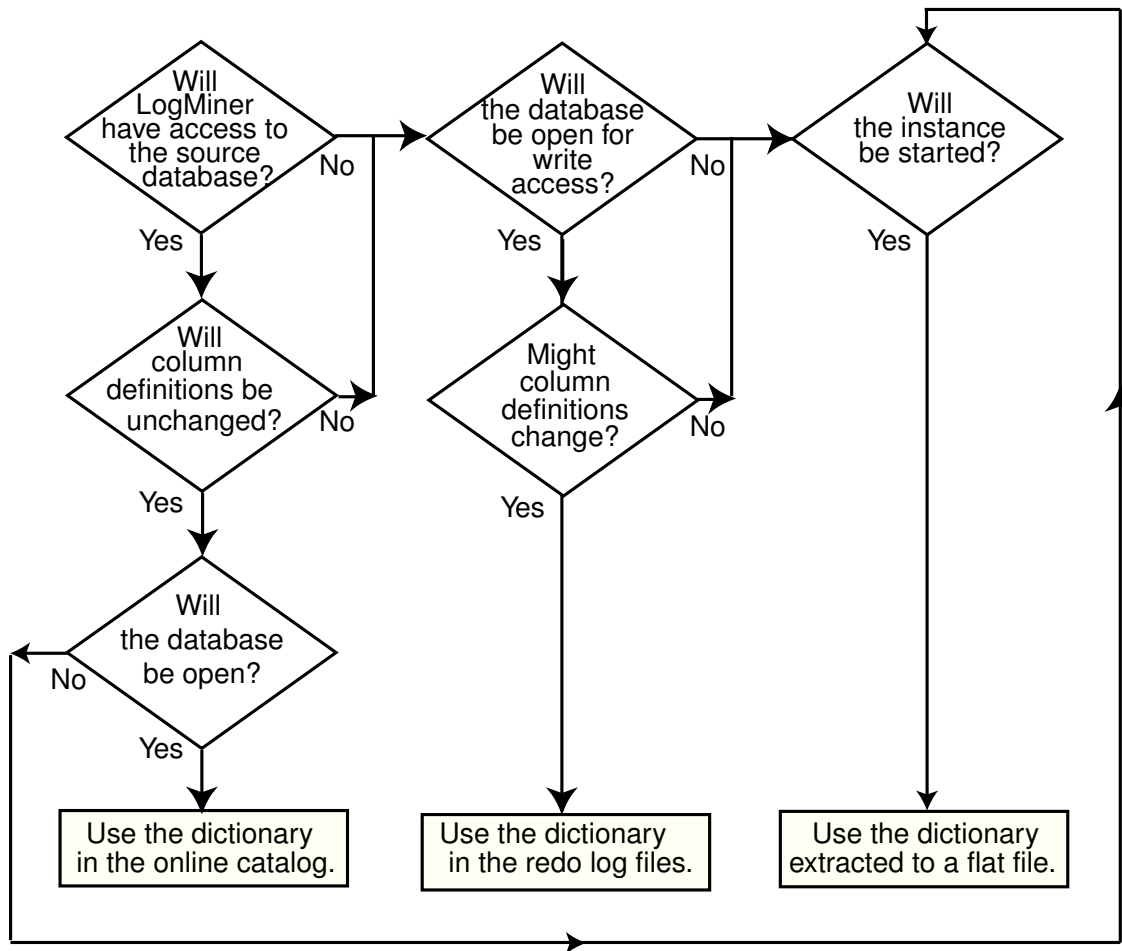 Will
LogMiner
have access to
the source
database?
No
Yes
Will
column
definitions be
unchanged?
No
Yes
Will
the database
be open?
No
Yes
Use the dictionary
in the online catalog.
Will
the database
be open for
write
access?
No
Yes
Might
column
definitions
change?
No
Yes
Use the dictionary
in the redo log files.
Will
the instance
be started?
Yes
Use the dictionary
extracted to a flat file.